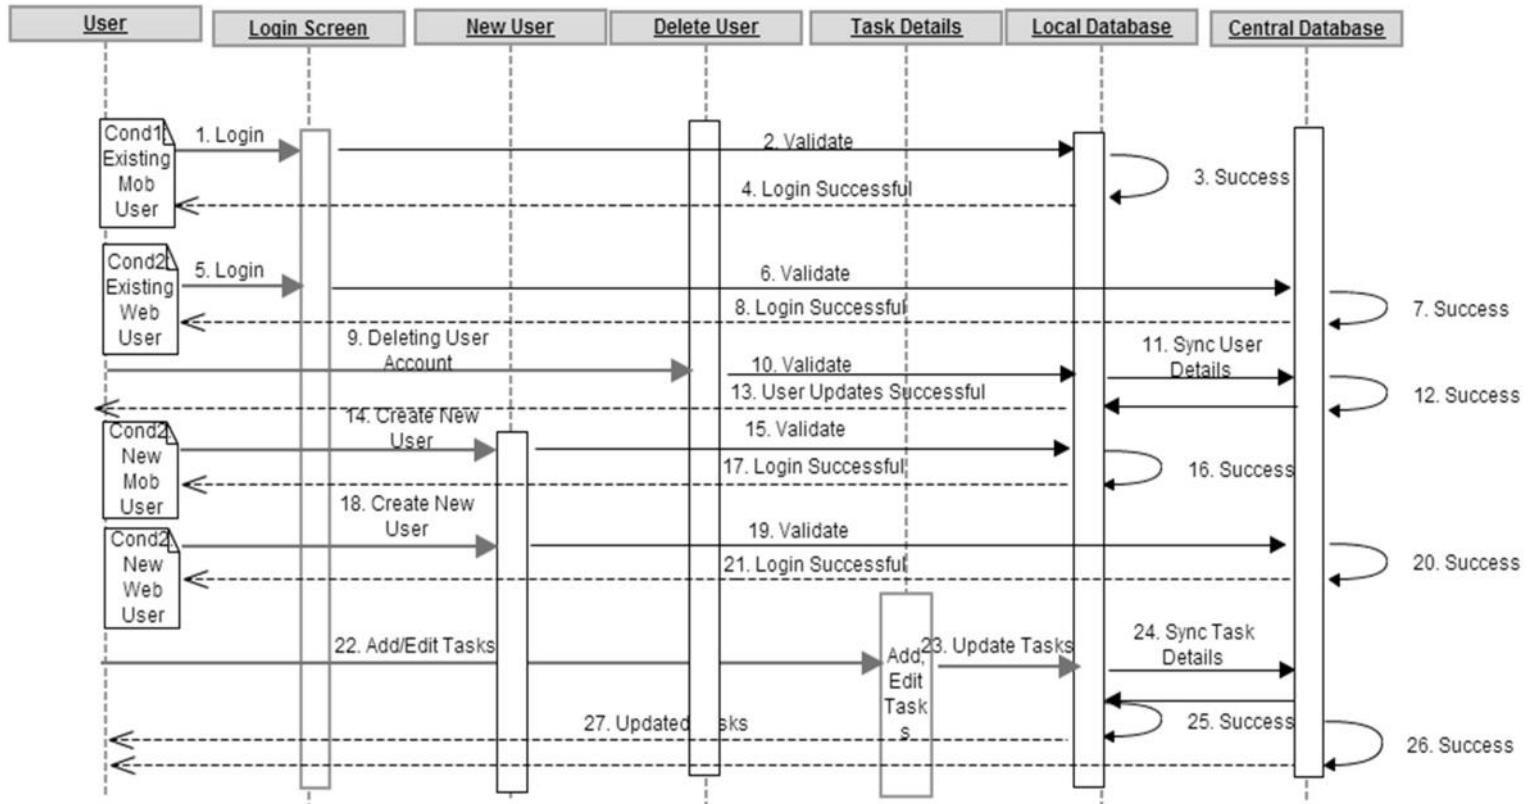 User
Login Screen
New User
Delete User
Task Details
Local Database
Central Database
Cond1:
Existing
Mob
User
1. Login
2. Validate
3. Success
4. Login Successful
Cond2:
Existing
Web
User
5. Login
6. Validate
7. Success
8. Login Successful
9. Deleting User
Account
10. Validate
11. Sync User
Details
12. Success
13. User Updates Successful
Cond2:
New
Mob
User
14. Create New
User
15. Validate
16. Success
17. Login Successful
Cond2:
New
Web
User
18. Create New
User
19. Validate
20. Success
21. Login Successful
22. Add/Edit Tasks
Add,
Edit
Task
s
23. Update Tasks
24. Sync Task
Details
25. Success
26. Success
27. Updated sks